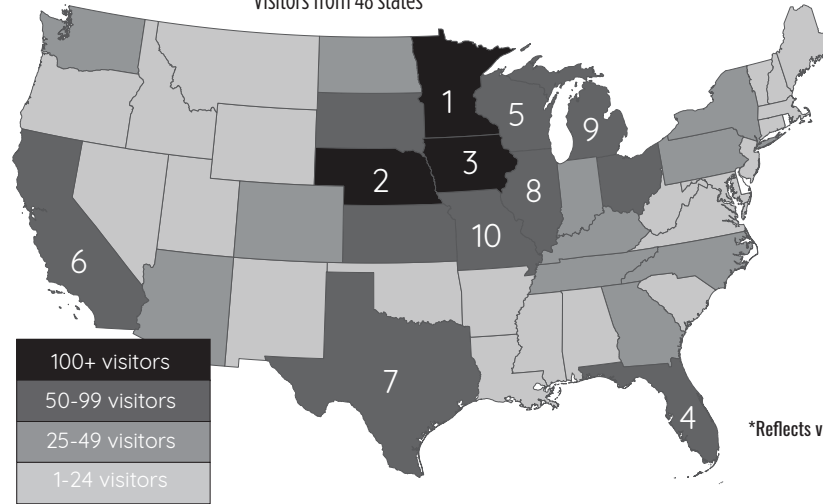 Visitors from 48 states
1
5
9
3
2
8
10
6
7
4
100+ visitors
50-99 visitors
25-49 visitors
1-24 visitors
*Reflects v